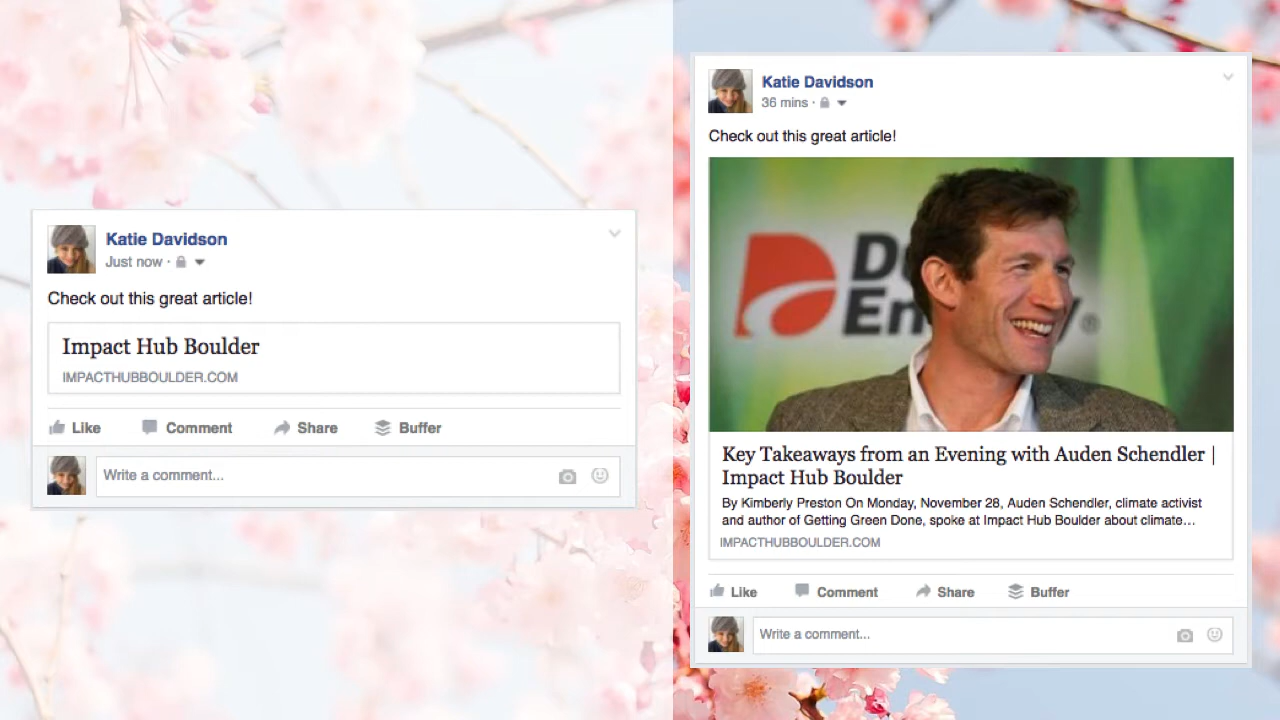 Katie Davidson
Just now ·
Check out this great article!
Impact Hub Boulder
IMPACTHUBBOULDER.COM
Like Comment Share Buffer
Write a comment...
Katie Davidson
36 mins ·
Check out this great article!
En
®
Key Takeaways from an Evening with Auden Schendler |
Impact Hub Boulder
By Kimberly Preston On Monday, November 28, Auden Schendler, climate activist
and author of Getting Green Done, spoke at Impact Hub Boulder about climate...
IMPACTHUBBOULDER.COM
Like Comment Share Buffer
Write a comment...